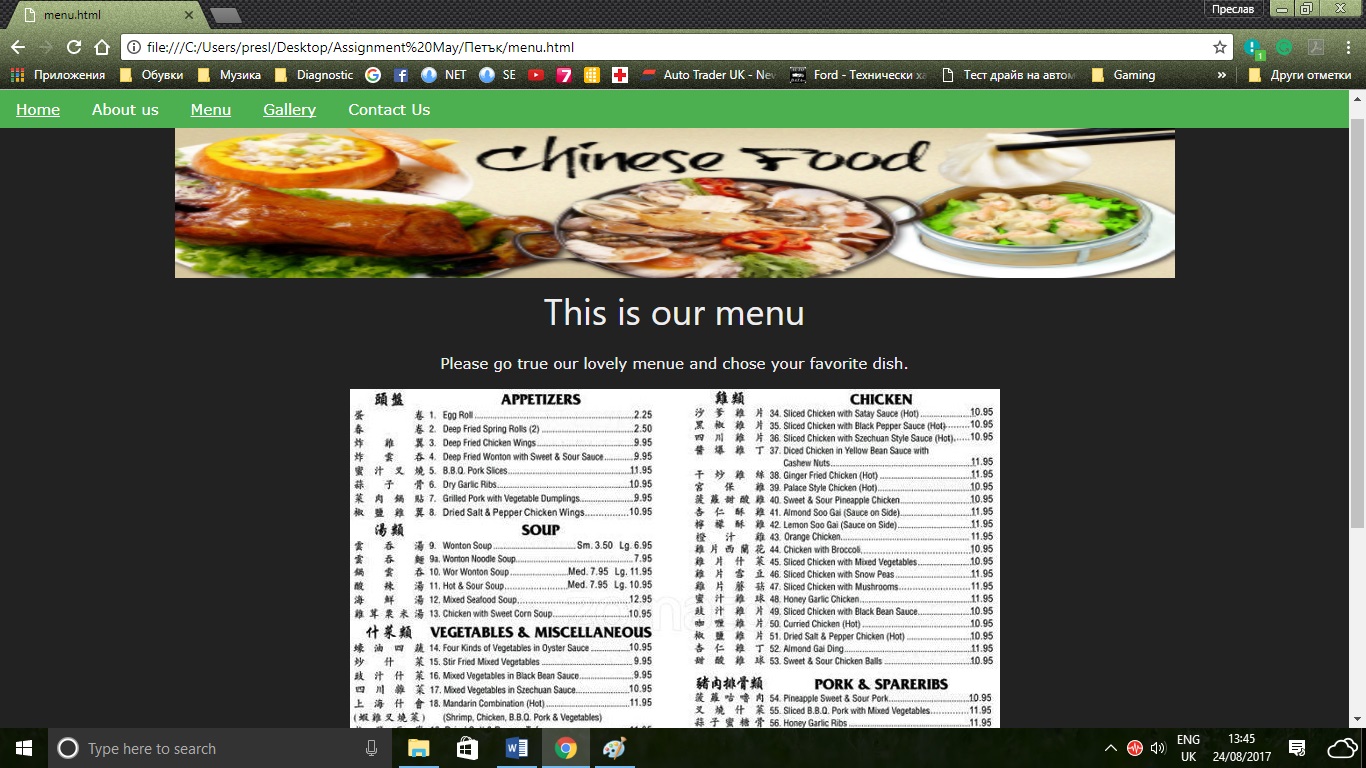 menu.html
Преслав
file:///C:/Users/presl/Desktop/Assignment%20May/Петък/menu.html
Приложения Обувки Музика Diagnostic NET SE Auto Trader UK - Nev Ford - Технически ха Тест драйв на автом Gaming » Други отметки
Home About us Menu Gallery Contact Us
Chinese Food
This is our menu
Please go true our lovely menue and chose your favorite dish.
頭盤 APPETIZERS
蛋卷 1. Egg Roll 2.25
春卷 2. Deep Fried Spring Rolls (2) 2.50
炸雞翼 3. Deep Fried Chicken Wings 9.95
炸雲吞 4. Deep Fried Wonton with Sweet & Sour Sauce 9.95
蜜汁叉燒 5. B.B.Q. Pork Slices 11.95
蒜子骨 6. Dry Garlic Ribs 10.95
菜肉鍋貼 7. Grilled Pork with Vegetable Dumplings 9.95
椒鹽雞翼 8. Dried Salt & Pepper Chicken Wings 10.95
湯類 SOUP
雲吞湯 9. Wonton Soup Sm. 3.50 Lg. 6.95
雲吞麵 9a. Wonton Noodle Soup 7.95
鍋雲吞 10. Wor Wonton Soup Med. 7.95 Lg. 11.95
酸辣湯 11. Hot & Sour Soup Med. 7.95 Lg. 10.95
海鮮湯 12. Mixed Seafood Soup 12.95
雞茸粟米湯 13. Chicken with Sweet Corn Soup 10.95
什菜類 VEGETABLES & MISCELLANEOUS
蠔油四蔬 14. Four Kinds of Vegetables in Oyster Sauce 10.95
炒什菜 15. Stir Fried Mixed Vegetables 9.95
豉汁什菜 16. Mixed Vegetables in Black Bean Sauce 9.95
四川雜菜 17. Mixed Vegetables in Szechuan Sauce 10.95
上海什會 18. Mandarin Combination (Hot) 11.95
(蝦雞叉燒菜) (Shrimp, Chicken, B.B.Q. Pork & Vegetables)
雞類 CHICKEN
沙爹雞片 34. Sliced Chicken with Satay Sauce (Hot) 10.95
黑椒雞片 35. Sliced Chicken with Black Pepper Sauce (Hot) 10.95
四川雞片 36. Sliced Chicken with Szechuan Style Sauce (Hot) 10.95
醬爆雞丁 37. Diced Chicken in Yellow Bean Sauce with
Cashew Nuts 11.95
干炒雞絲 38. Ginger Fried Chicken (Hot) 11.95
宮保雞 39. Palace Style Chicken (Hot) 10.95
菠蘿甜酸雞 40. Sweet & Sour Pineapple Chicken 10.95
杏仁酥雞 41. Almond Soo Gai (Sauce on Side) 11.95
檸檬酥雞 42. Lemon Soo Gai (Sauce on Side) 11.95
橙汁雞 43. Orange Chicken 11.95
雞片西蘭花 44. Chicken with Broccoli 10.95
雞片什菜 45. Sliced Chicken with Mixed Vegetables 10.95
雞片雪豆 46. Sliced Chicken with Snow Peas 11.95
雞片蘑菇 47. Sliced Chicken with Mushrooms 11.95
蜜汁雞球 48. Honey Garlic Chicken 11.95
豉汁雞片 49. Sliced Chicken with Black Bean Sauce 10.95
咖喱雞片 50. Curried Chicken (Hot) 10.95
椒鹽雞片 51. Dried Salt & Pepper Chicken (Hot) 10.95
杏仁雞丁 52. Almond Gai Ding 11.95
甜酸雞球 53. Sweet & Sour Chicken Balls 10.95
豬肉排骨類 PORK & SPARERIBS
菠蘿咕嚕肉 54. Pineapple Sweet & Sour Pork 10.95
叉燒什菜 55. Sliced B.B.Q. Pork with Mixed Vegetables 11.95
蒜子蜜糖骨 56. Honey Garlic Ribs 11.95
Type here to search
ENG
UK
13:45
24/08/2017